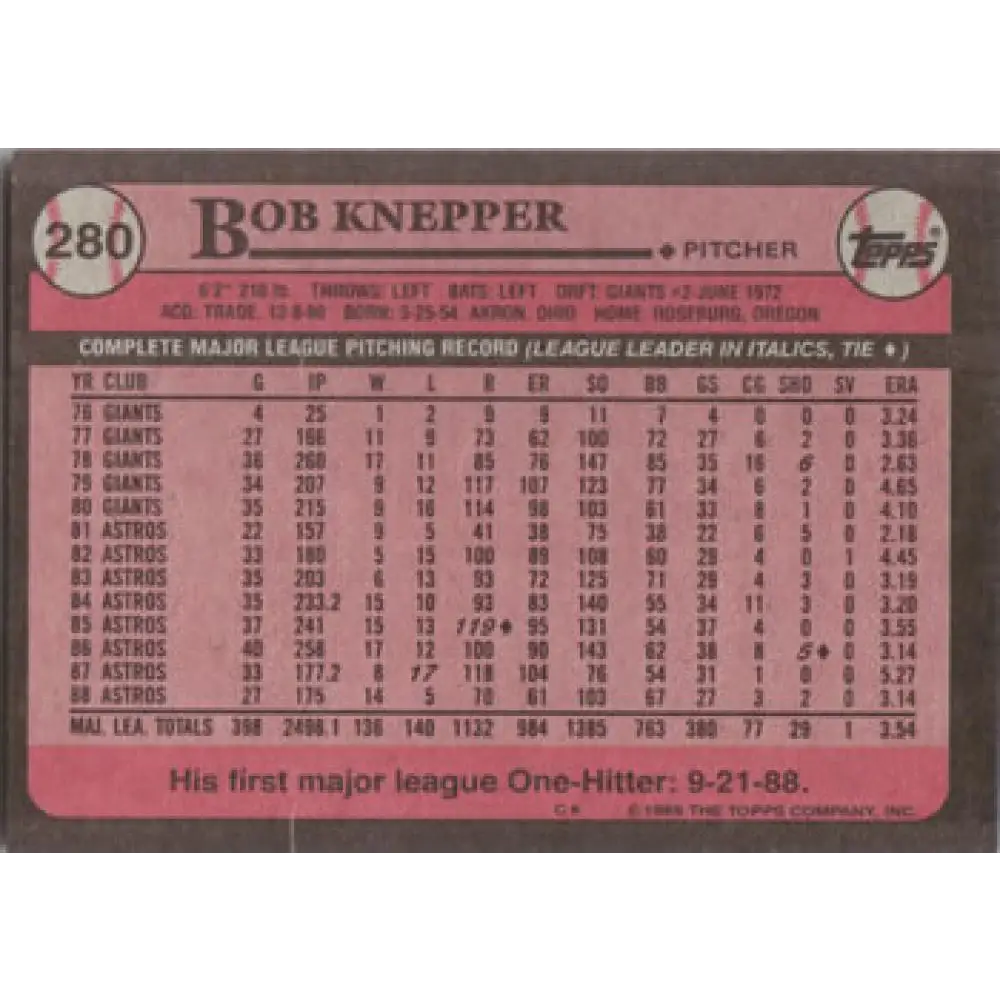 280
BOB KNEPPER
♦ PITCHER
TOPPS®
6'2" 210 lb. THROWS: LEFT BATS: LEFT DRFT: GIANTS #2-JUNE 1972
ACQ: TRADE, 12-8-80 BORN: 5-25-54, AKRON, OHIO HOME: ROSEBURG, OREGON
COMPLETE MAJOR LEAGUE PITCHING RECORD (LEAGUE LEADER IN ITALICS, TIE ♦)
YR CLUB G IP W L R ER SO BB GS CG SHO SV ERA
76 GIANTS 4 25 1 2 9 9 11 7 4 0 0 0 3.24
77 GIANTS 27 166 11 9 73 62 100 72 27 6 2 0 3.36
78 GIANTS 36 260 17 11 85 76 147 85 35 16 6 0 2.63
79 GIANTS 34 207 9 12 117 107 123 77 34 6 2 0 4.65
80 GIANTS 35 215 9 16 114 98 103 61 33 8 1 0 4.10
81 ASTROS 22 157 9 5 41 38 75 38 22 6 5 0 2.18
82 ASTROS 33 180 5 15 100 89 108 60 29 4 0 1 4.45
83 ASTROS 35 203 6 13 93 72 125 71 29 4 3 0 3.19
84 ASTROS 35 233.2 15 10 93 83 140 55 34 11 3 0 3.20
85 ASTROS 37 241 15 13 119♦ 95 131 54 37 4 0 0 3.55
86 ASTROS 40 258 17 12 100 90 143 62 38 8 5♦ 0 3.14
87 ASTROS 33 177.2 8 17 118 104 76 54 31 1 0 0 5.27
88 ASTROS 27 175 14 5 70 61 103 67 27 3 2 0 3.14
MAJ. LEA. TOTALS 398 2498.1 136 140 1132 984 1385 763 380 77 29 1 3.54
His first major league One-Hitter: 9-21-88.
C* © 1989 THE TOPPS COMPANY, INC.